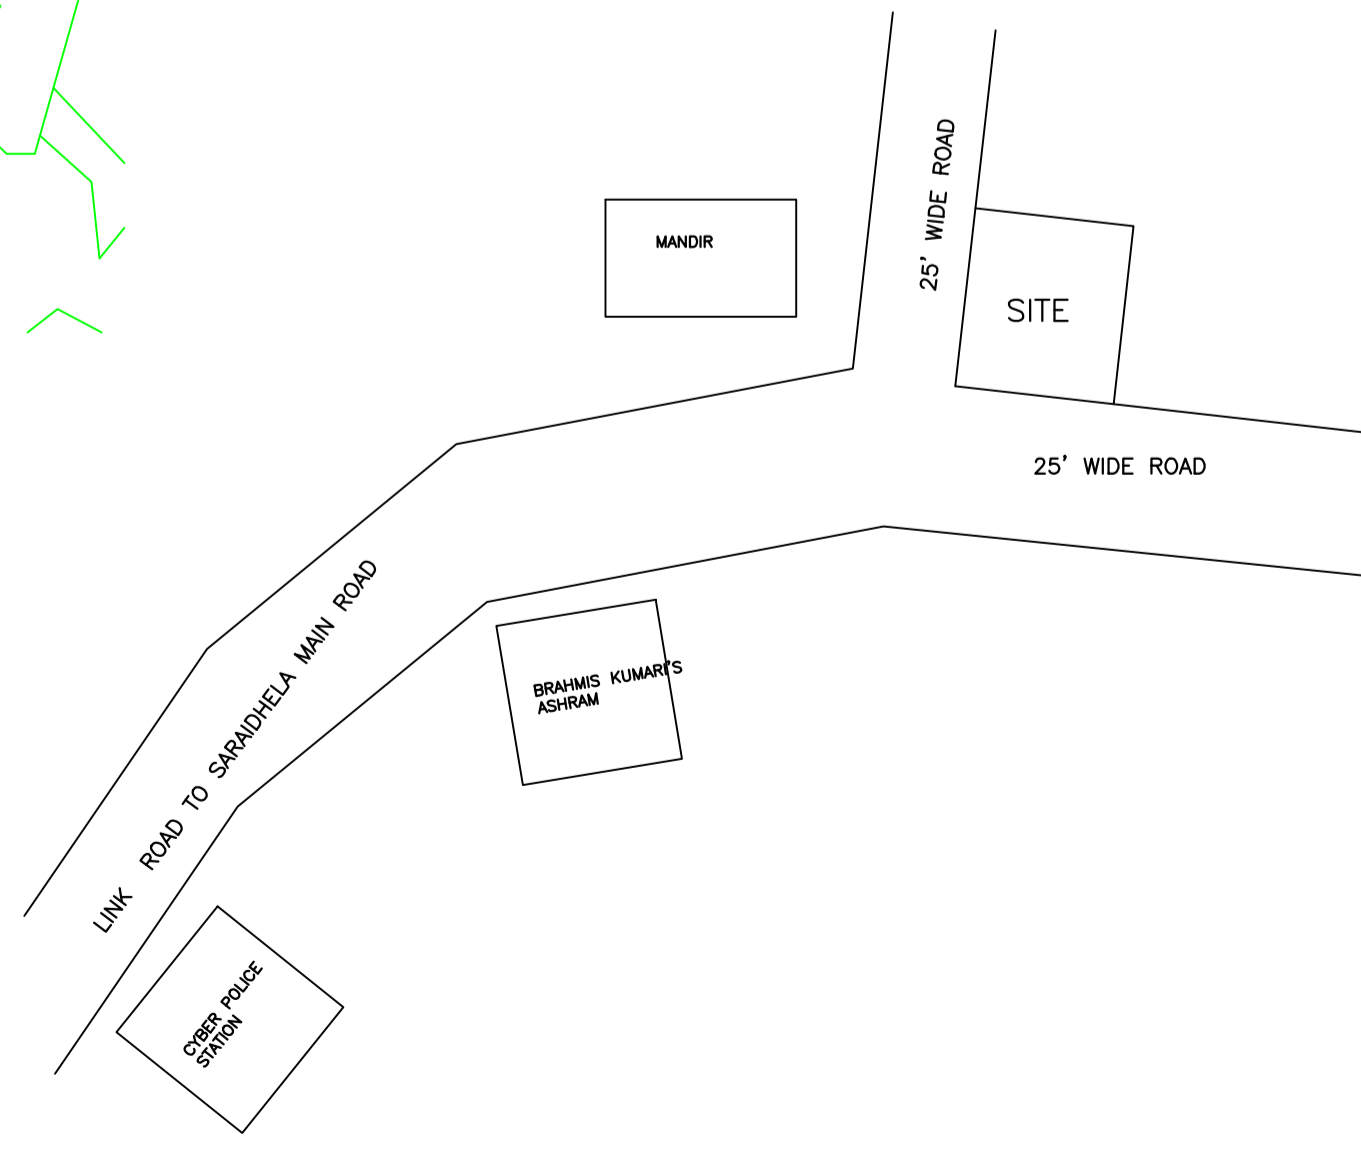 25' WIDE ROAD
MANDIR
SITE
25' WIDE ROAD
LINK ROAD TO SARAIDHELA MAIN ROAD
BRAHMIS KUMARI'S
ASHRAM
CYBER POLICE
STATION